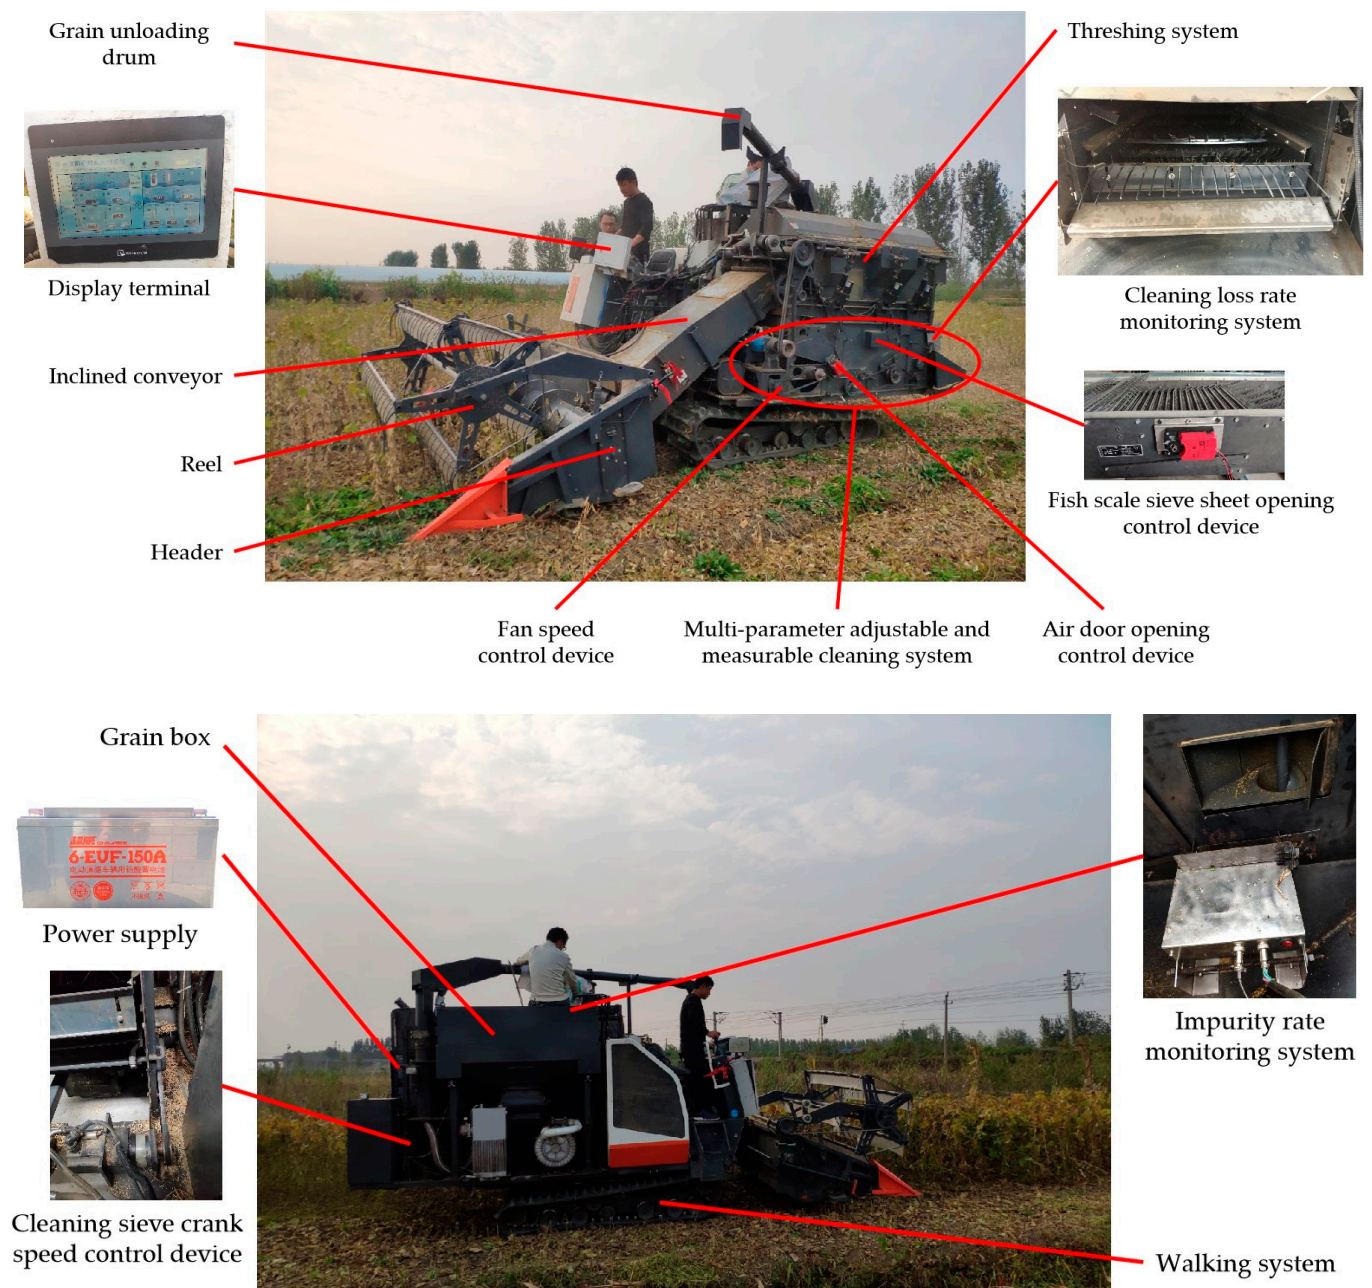 Grain unloading
drum
Threshing system
Display terminal
Cleaning loss rate
monitoring system
Inclined conveyor
Reel
Fish scale sieve sheet opening
control device
Header
Fan speed
control device
Multi-parameter adjustable and
measurable cleaning system
Air door opening
control device
Grain box
6-EVF-150A
Power supply
Impurity rate
monitoring system
Cleaning sieve crank
speed control device
Walking system